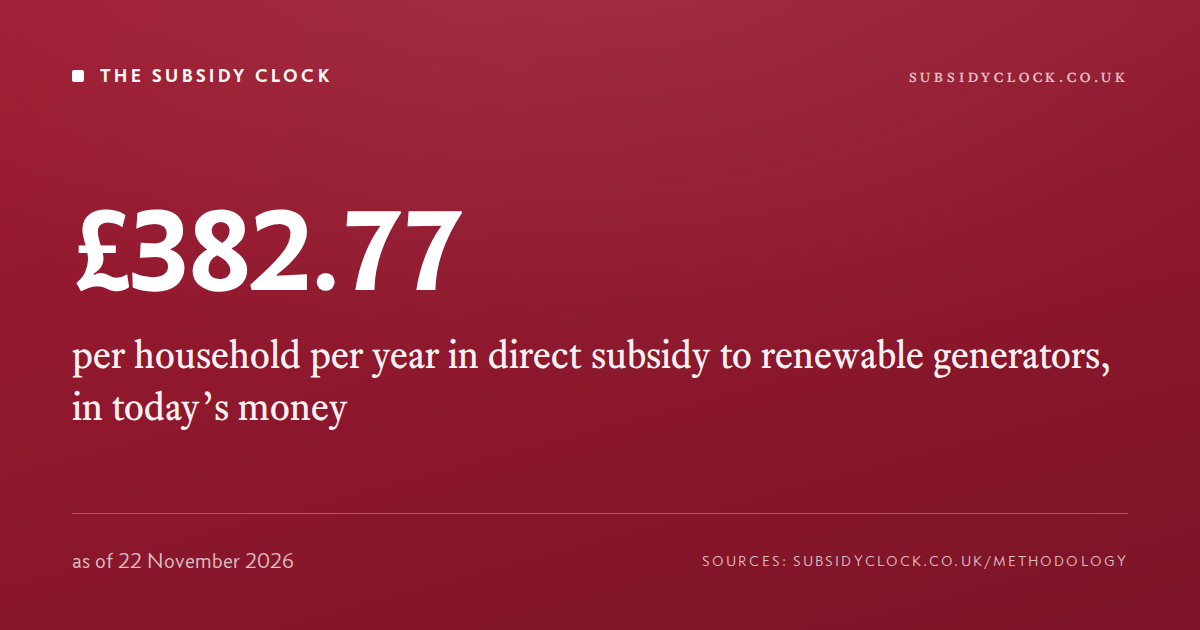 THE SUBSIDY CLOCK
SUBSIDYCLOCK.CO.UK
£382.77
per household per year in direct subsidy to renewable generators,
in today’s money
as of 22 November 2026
SOURCES: SUBSIDYCLOCK.CO.UK/METHODOLOGY